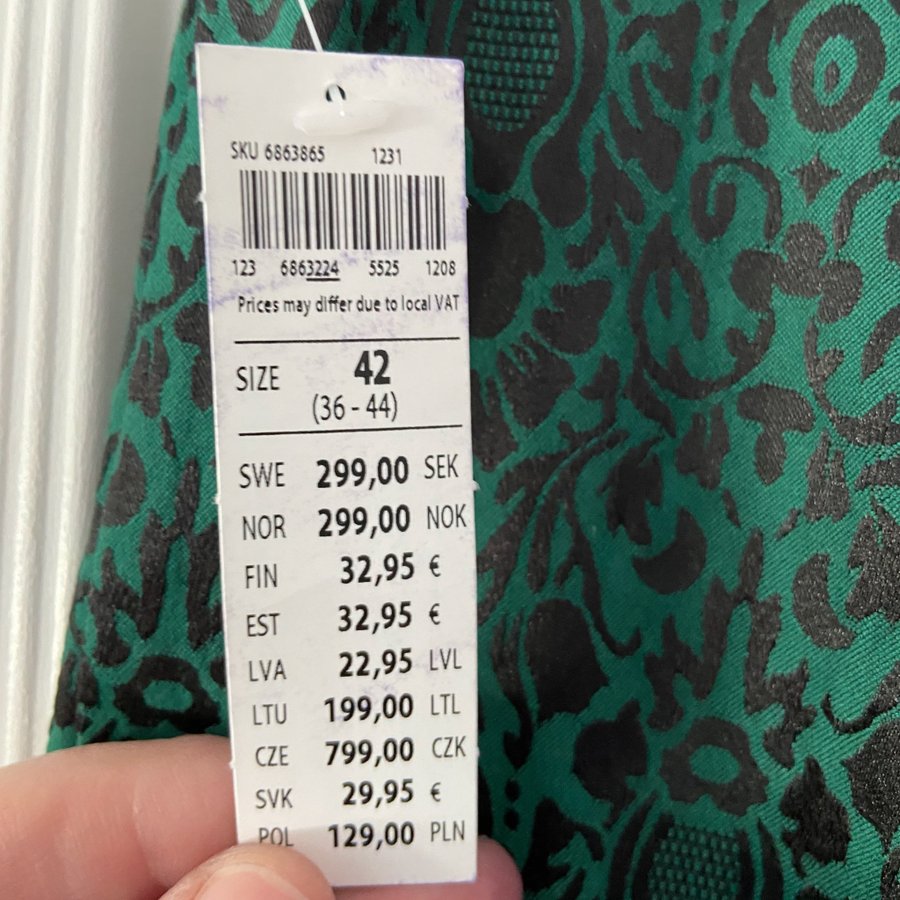 SKU 6863865 1231
123 6863224 5525 1208
Prices may differ due to local VAT
SIZE 42
(36 - 44)
SWE 299,00 SEK
NOR 299,00 NOK
FIN 32,95 €
EST 32,95 €
LVA 22,95 LVL
LTU 199,00 LTL
CZE 799,00 CZK
SVK 29,95 €
POL 129,00 PLN